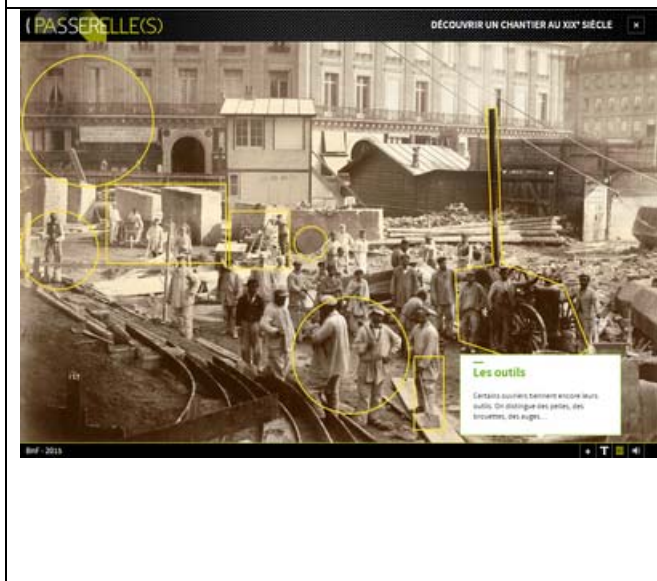 (PASSERELLE(S)
DÉCOUVRIR UN CHANTIER AU XIXᵉ SIÈCLE
Les outils
Certains ouvriers tiennent encore leurs
outils. On distingue des pelles, des
brouettes, des auges…
BnF - 2015